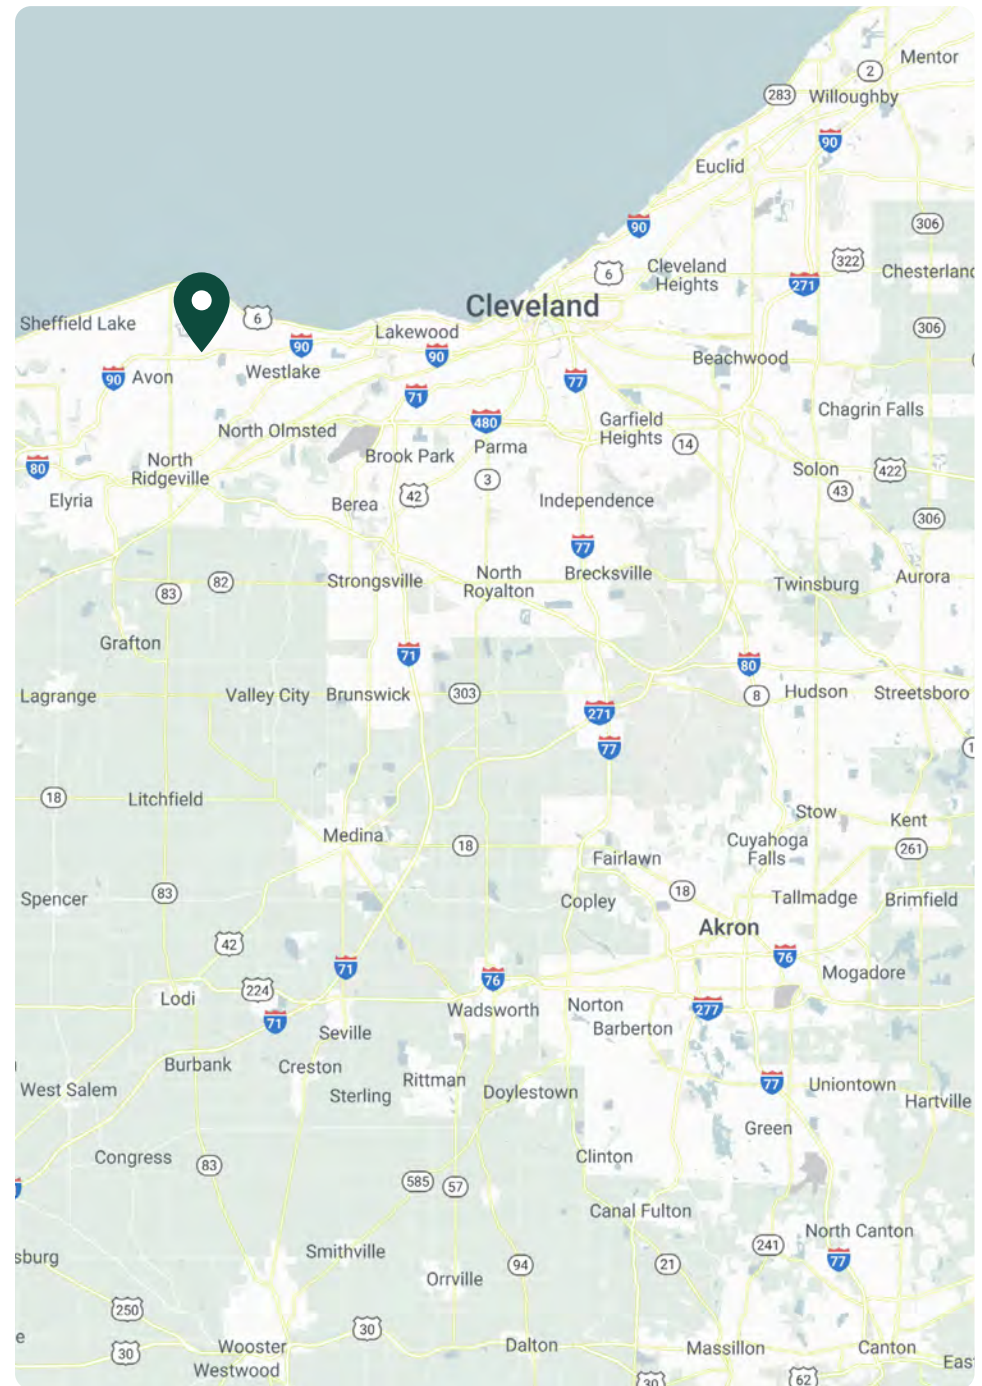 Mentor
2
283
Willoughby
90
Euclid
306
90
322
6
Cleveland
Heights
Chesterland
271
Cleveland
6
Sheffield Lake
Lakewood
306
90
90
Beachwood
Westlake
90
Avon
77
71
Chagrin Falls
480
Garfield
Heights
North Olmsted
14
Parma
Brook Park
North
Ridgeville
80
Solon
422
3
43
42
Elyria
Berea
Independence
306
77
North
Royalton
Brecksville
Aurora
82
Strongsville
Twinsburg
83
Grafton
71
80
Lagrange
Valley City
Brunswick
303
8
Hudson
Streetsboro
271
77
18
Litchfield
Stow
Kent
Medina
Cuyahoga
Falls
18
261
Fairlawn
83
18
Spencer
Copley
Tallmadge
Brimfield
Akron
42
76
71
Mogadore
76
224
Lodi
Wadsworth
Norton
277
71
Barberton
Seville
Burbank
Creston
Rittman
77
Uniontown
West Salem
Sterling
Doylestown
Hartville
Green
Congress
83
Clinton
585
57
Canal Fulton
North Canton
241
sburg
Smithville
94
21
77
Orrville
250
30
e
30
Wooster
Dalton
Massillon
Canton
Westwood
Eas
30
62